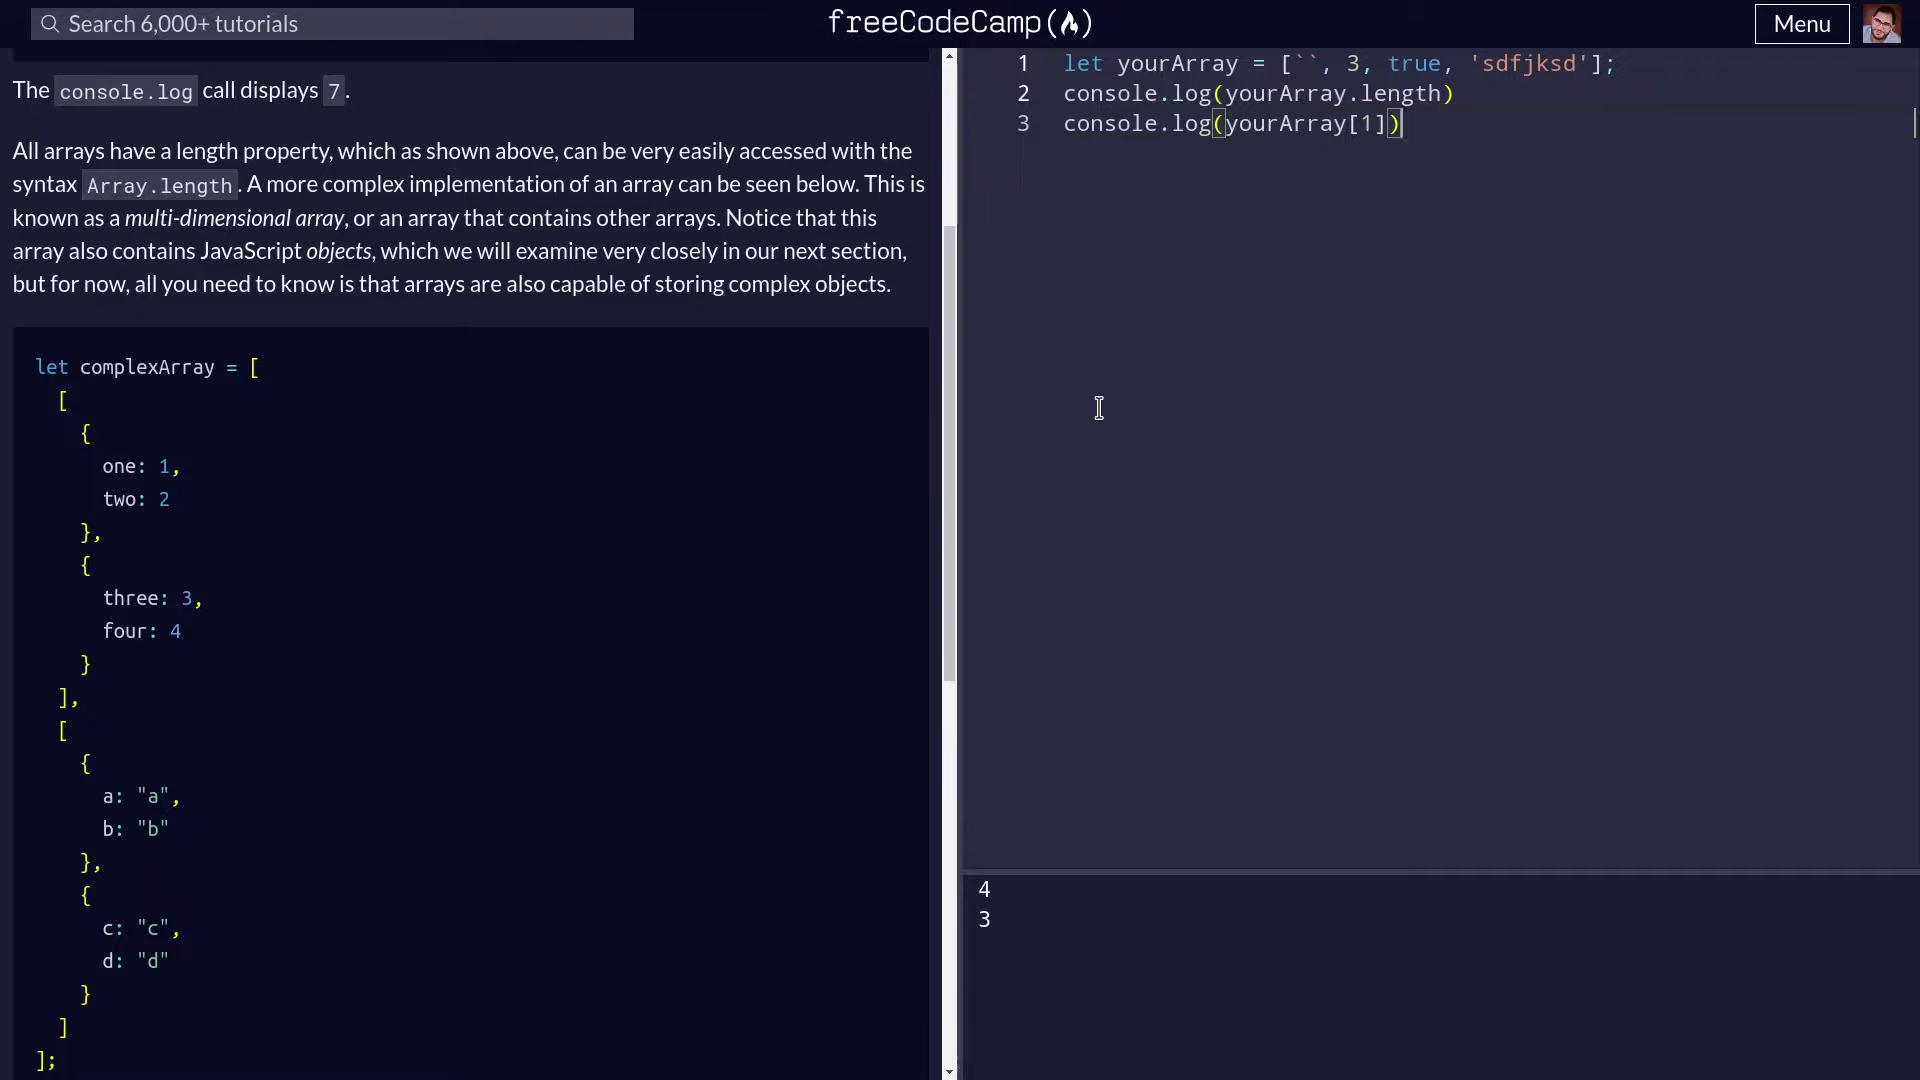 Search 6,000+ tutorials
freeCodeCamp
Menu
The console.log call displays 7.
All arrays have a length property, which as shown above, can be very easily accessed with the
syntax Array.length. A more complex implementation of an array can be seen below. This is
known as a multi-dimensional array, or an array that contains other arrays. Notice that this
array also contains JavaScript objects, which we will examine very closely in our next section,
but for now, all you need to know is that arrays are also capable of storing complex objects.
let complexArray = [
[
{
one: 1,
two: 2
},
{
three: 3,
four: 4
}
],
[
{
a: "a",
b: "b"
},
{
c: "c",
d: "d"
}
]
];
1 let yourArray = [``, 3, true, 'sdfjksd'];
2 console.log(yourArray.length)
3 console.log(yourArray[1])
4
3